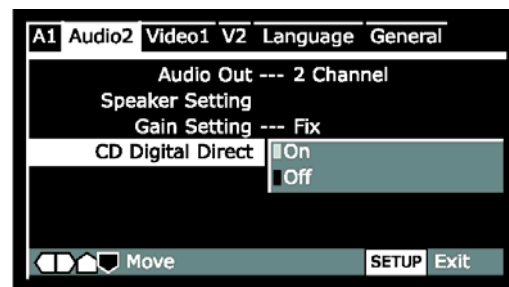 A1 Audio2 Video1 V2 Language General
Audio Out --- 2 Channel
Speaker Setting
Gain Setting --- Fix
CD Digital Direct On
Off
Move SETUP Exit